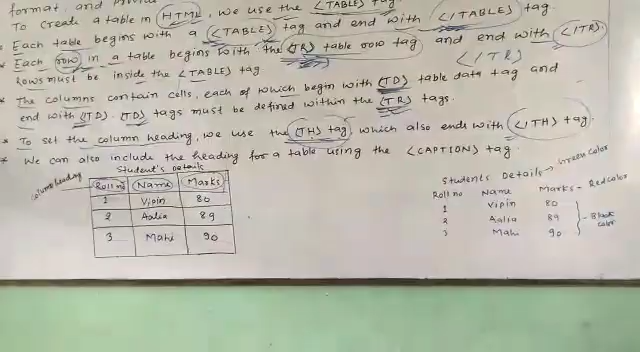 format, and
To create a table in HTML, we use the <TABLE> tag.
* Each table begins with a <TABLE> tag and end with </TABLE> tag.
* Each row in a table begins with the <TR> table row tag and end with </TR>.
</TR>
Rows must be inside the <TABLE> tag
* The columns contain cells, each of which begin with <TD> table data tag and
end with <TD>. <TD> tags must be defined within the <TR> tags.
* To set the column heading, we use the <TH> tag, which also ends with </TH> tag.
* We can also include the heading for a table using the <CAPTION> tag.
Student's Details
Column heading
Roll no Name Marks
1 Vipin 80
2 Aalia 89
3 Mahi 90
Students Details → Green color
Roll no Name Marks - Red color
1 Vipin 80
2 Aalia 89 - Black color
3 Mahi 90